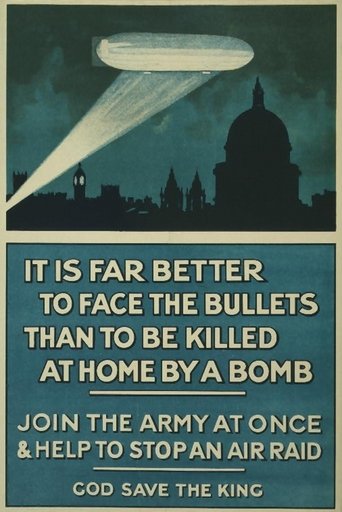 IT IS FAR BETTER
TO FACE THE BULLETS
THAN TO BE KILLED
AT HOME BY A BOMB
JOIN THE ARMY AT ONCE
& HELP TO STOP AN AIR RAID
GOD SAVE THE KING